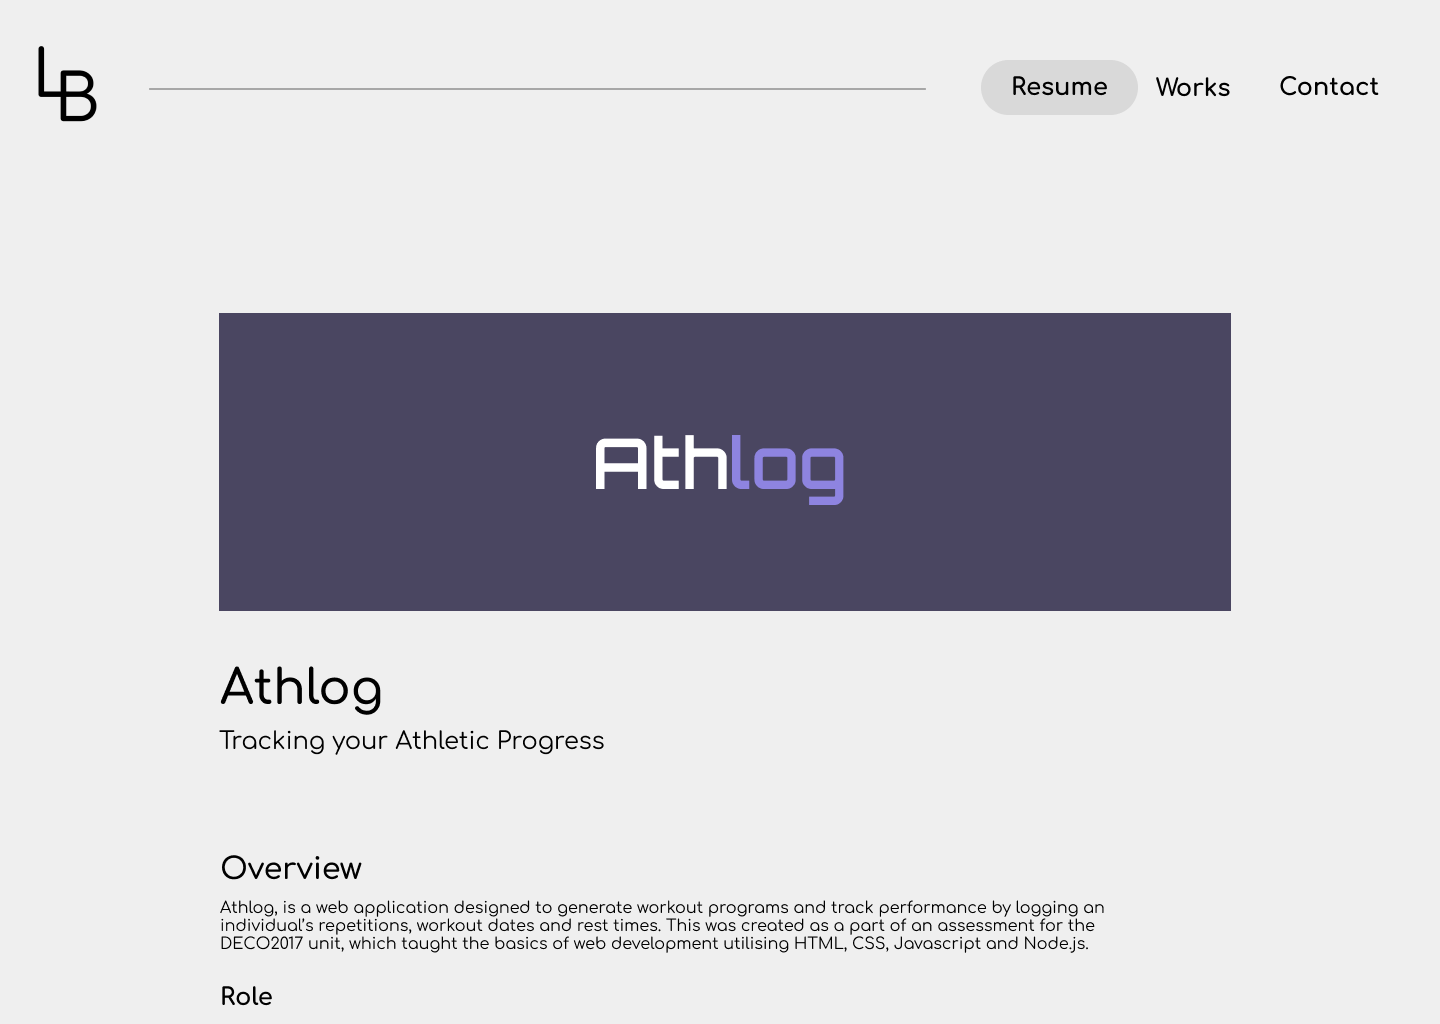 LB
Resume Works Contact
Athlog
Athlog
Tracking your Athletic Progress
Overview
Athlog, is a web application designed to generate workout programs and track performance by logging an
individual’s repetitions, workout dates and rest times. This was created as a part of an assessment for the
DECO2017 unit, which taught the basics of web development utilising HTML, CSS, Javascript and Node.js.
Role